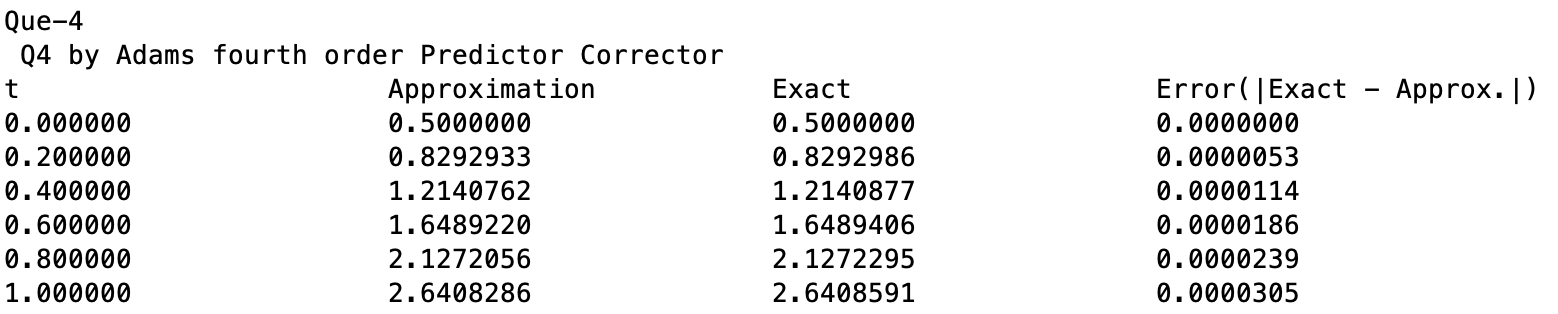 Que-4
Q4 by Adams fourth order Predictor Corrector
t Approximation Exact Error(|Exact - Approx.|)
0.000000 0.5000000 0.5000000 0.0000000
0.200000 0.8292933 0.8292986 0.0000053
0.400000 1.2140762 1.2140877 0.0000114
0.600000 1.6489220 1.6489406 0.0000186
0.800000 2.1272056 2.1272295 0.0000239
1.000000 2.6408286 2.6408591 0.0000305